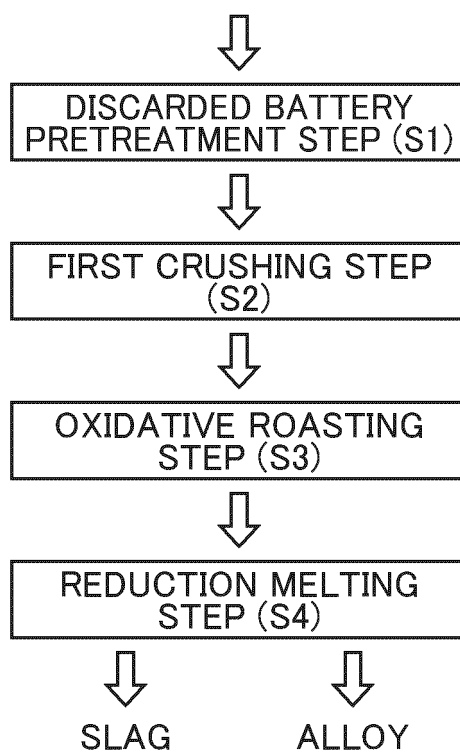 DISCARDED BATTERY
PRETREATMENT STEP (S1)
FIRST CRUSHING STEP
(S2)
OXIDATIVE ROASTING
STEP (S3)
REDUCTION MELTING
STEP (S4)
SLAG ALLOY